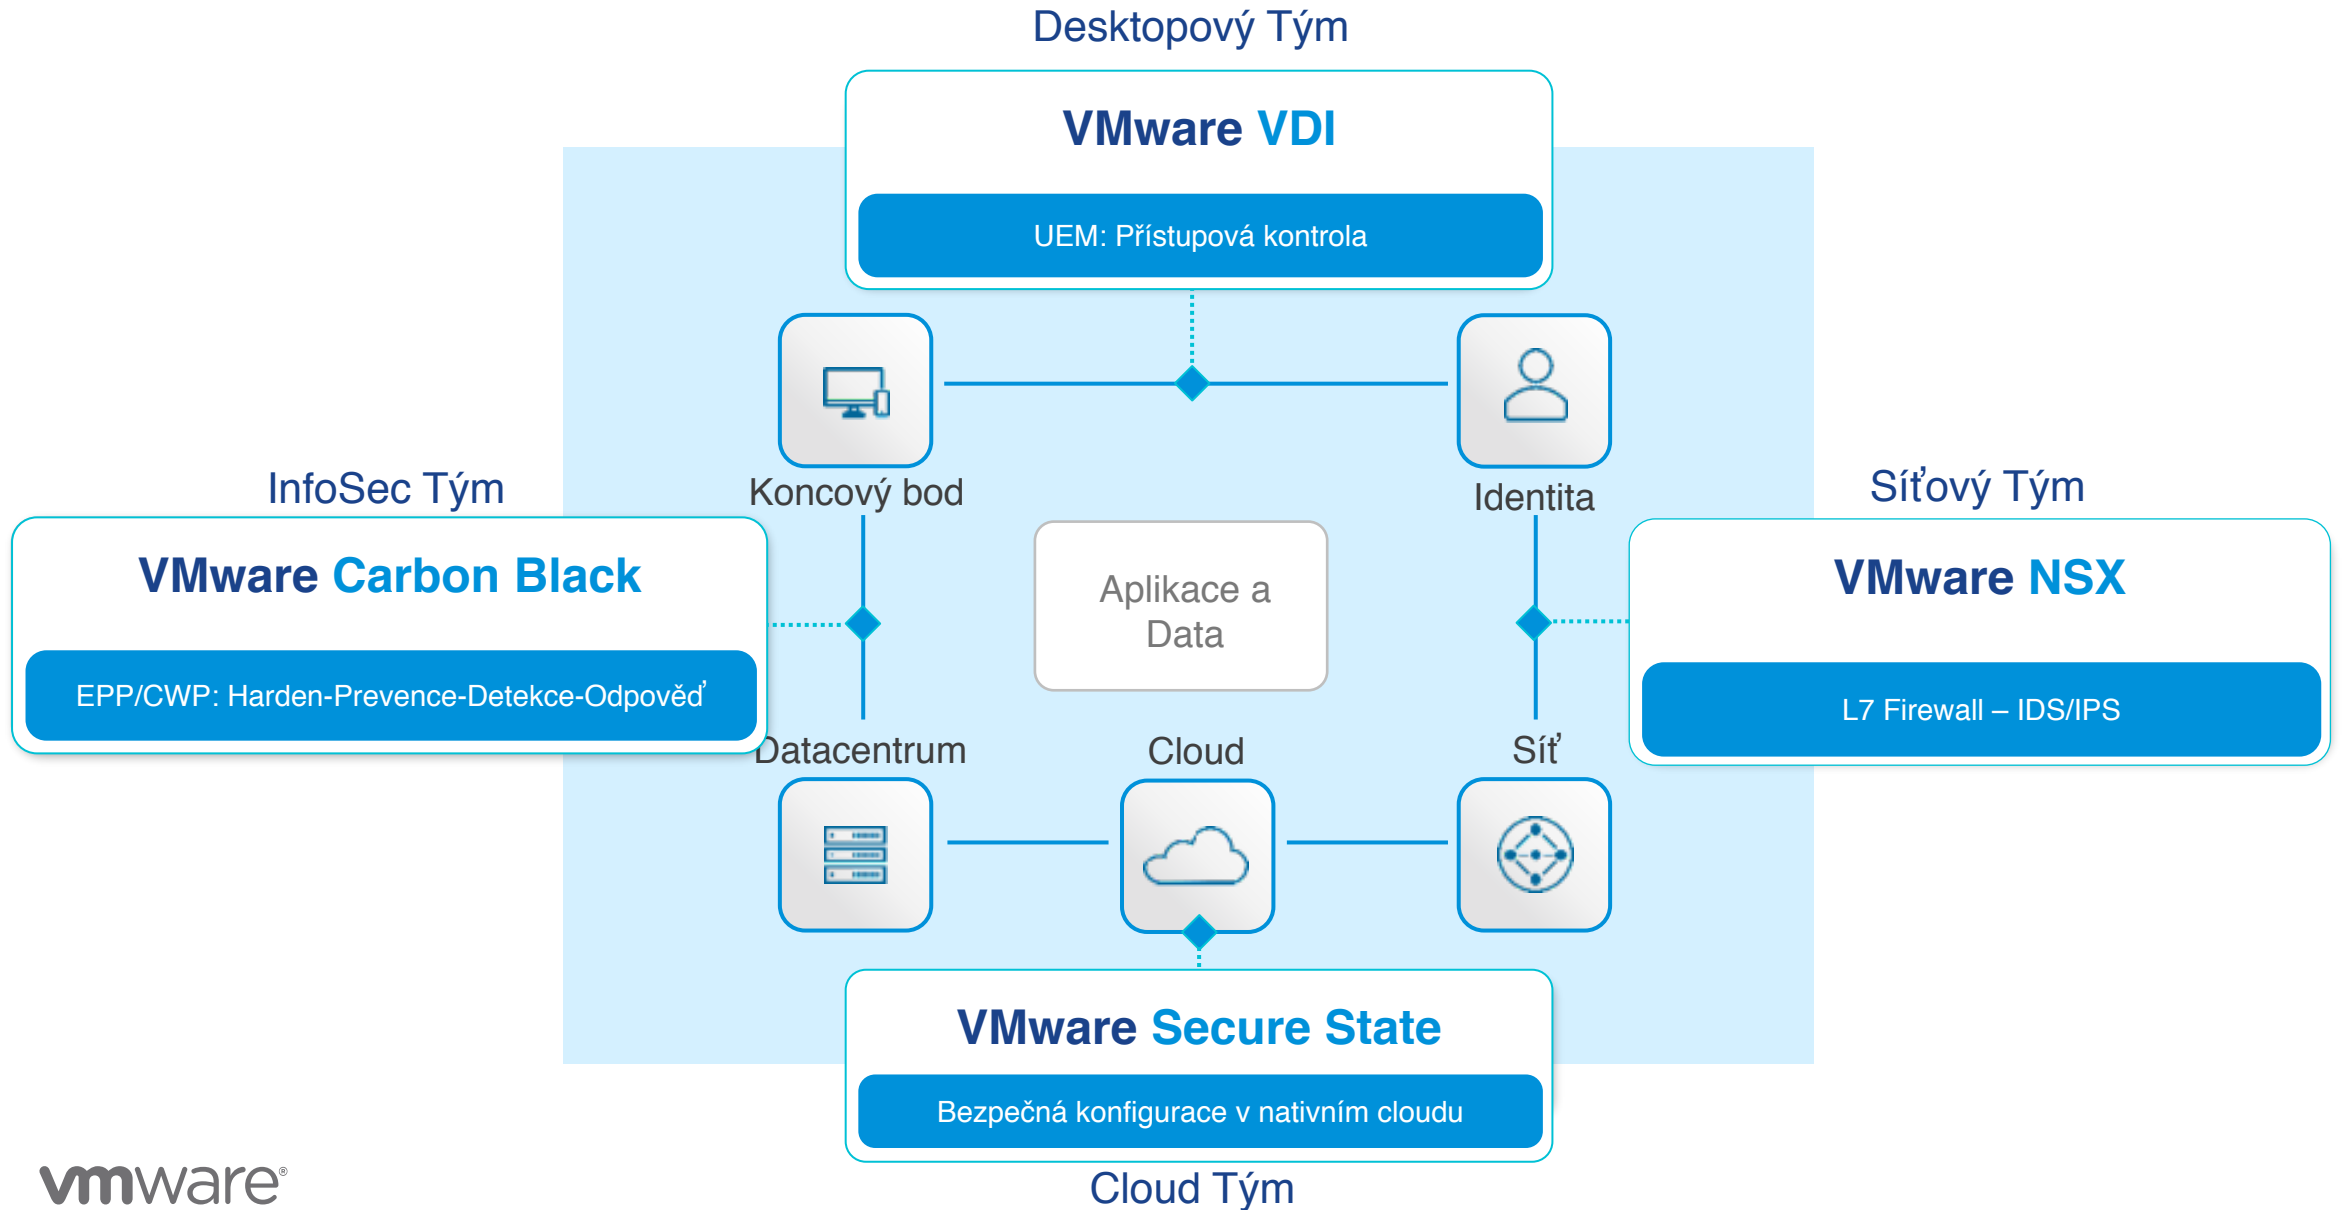 Desktopový Tým
VMware VDI
UEM: Přístupová kontrola
Koncový bod
Identita
InfoSec Tým
VMware Carbon Black
EPP/CWP: Harden-Prevence-Detekce-Odpověď
Aplikace a
Data
Síťový Tým
VMware NSX
L7 Firewall – IDS/IPS
Datacentrum
Cloud
Síť
VMware Secure State
Bezpečná konfigurace v nativním cloudu
Cloud Tým
vmware®